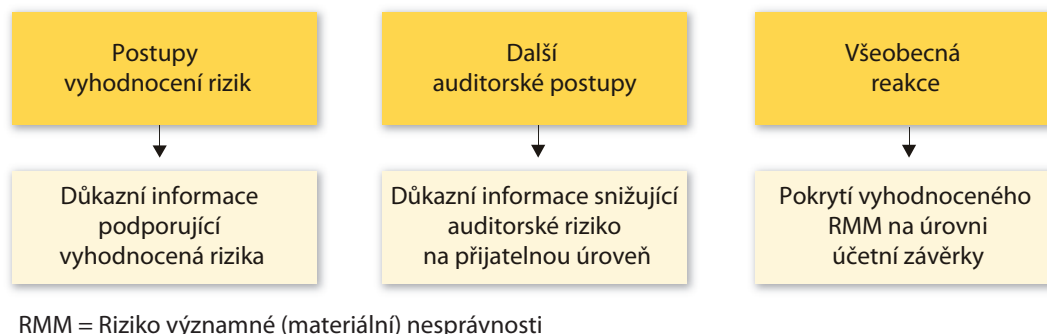 Postupy
vyhodnocení rizik
Další
auditorské postupy
Všeobecná
reakce
Důkazní informace
podporující
vyhodnocená rizika
Důkazní informace snižující
auditorské riziko
na přijatelnou úroveň
Pokrytí vyhodnoceného
RMM na úrovni
účetní závěrky
RMM = Riziko významné (materiální) nesprávnosti